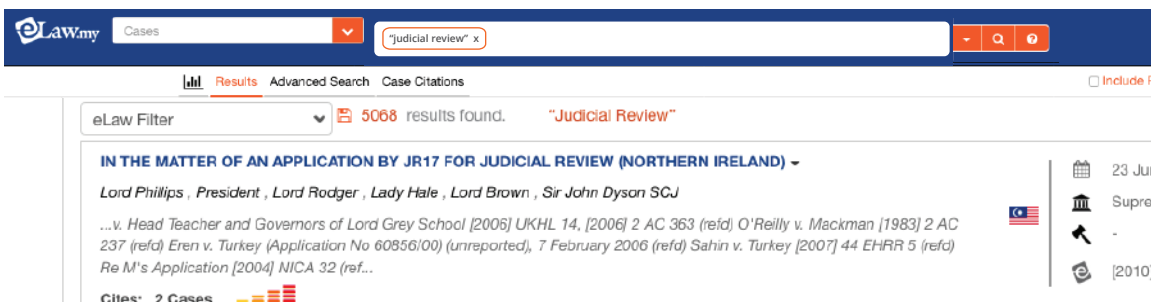 eLaw.my Cases "judicial review" x
Results Advanced Search Case Citations Include
eLaw Filter 5068 results found. "Judicial Review"
IN THE MATTER OF AN APPLICATION BY JR17 FOR JUDICIAL REVIEW (NORTHERN IRELAND)
23
Lord Phillips , President , Lord Rodger , Lady Hale , Lord Brown , Sir John Dyson SCJ
...v. Head Teacher and Governors of Lord Grey School [2006] UKHL 14, [2006] 2 AC 363 (refd) O'Reilly v. Mackman [1983] 2 AC
237 (refd) Eren v. Turkey (Application No 60856/00) (unreported), 7 February 2006 (refd) Sahin v. Turkey [2007] 44 EHRR 5 (refd)
-
Re M's Application [2004] NICA 32 (ref...
[2010]
Cites: 2 Cases